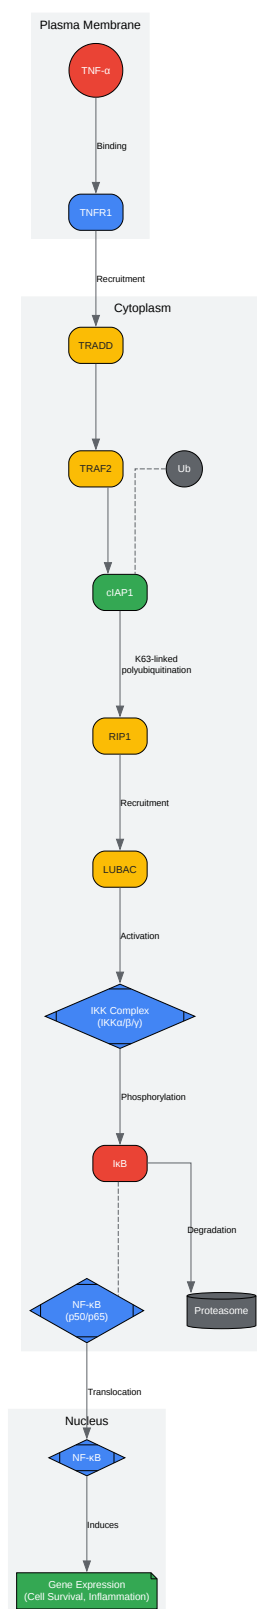 Plasma Membrane
TNF-α
Binding
TNFR1
Recruitment
Cytoplasm
TRADD
TRAF2
Ub
cIAP1
K63-linked
polyubiquitination
RIP1
Recruitment
LUBAC
Activation
IKK Complex
(IKKα/β/γ)
Phosphorylation
IκB
Degradation
NF-κB
(p50/p65)
Proteasome
Translocation
Nucleus
NF-κB
Induces
Gene Expression
(Cell Survival, Inflammation)